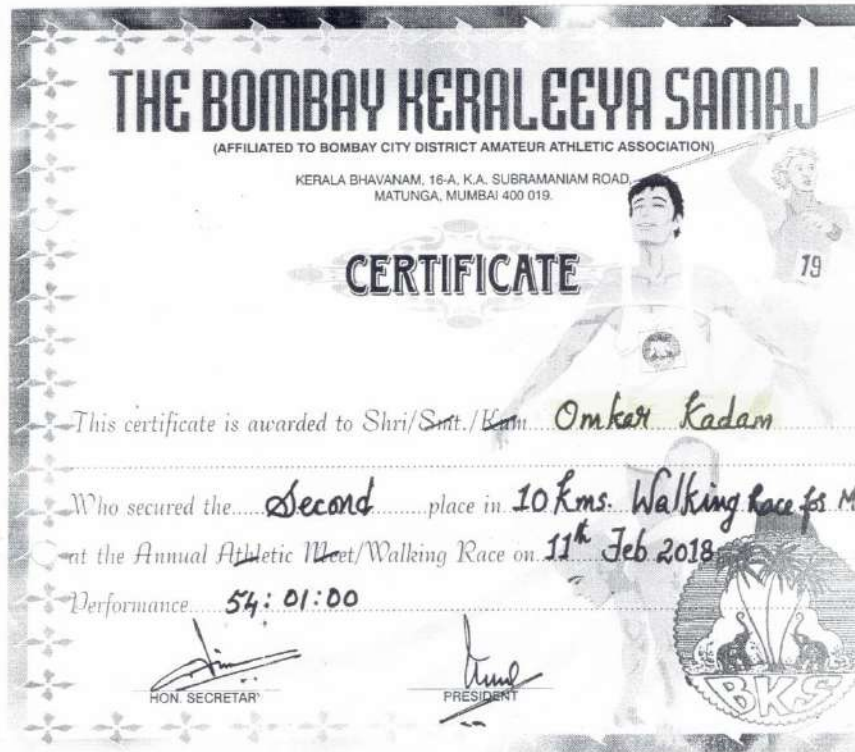 THE BOMBAY KERALEEYA SAMAJ
(AFFILIATED TO BOMBAY CITY DISTRICT AMATEUR ATHLETIC ASSOCIATION)
KERALA BHAVANAM, 16-A, K.A. SUBRAMANIAM ROAD,
MATUNGA, MUMBAI 400 019.
19
CERTIFICATE
This certificate is awarded to Shri/Smt./Kum Omkar Kadam
Who secured the Second place in 10 kms. Walking Race for M
at the Annual Athletic Meet/Walking Race on 11th Feb 2018
Performance 54:01:00
HON. SECRETARY
PRESIDENT
BKS